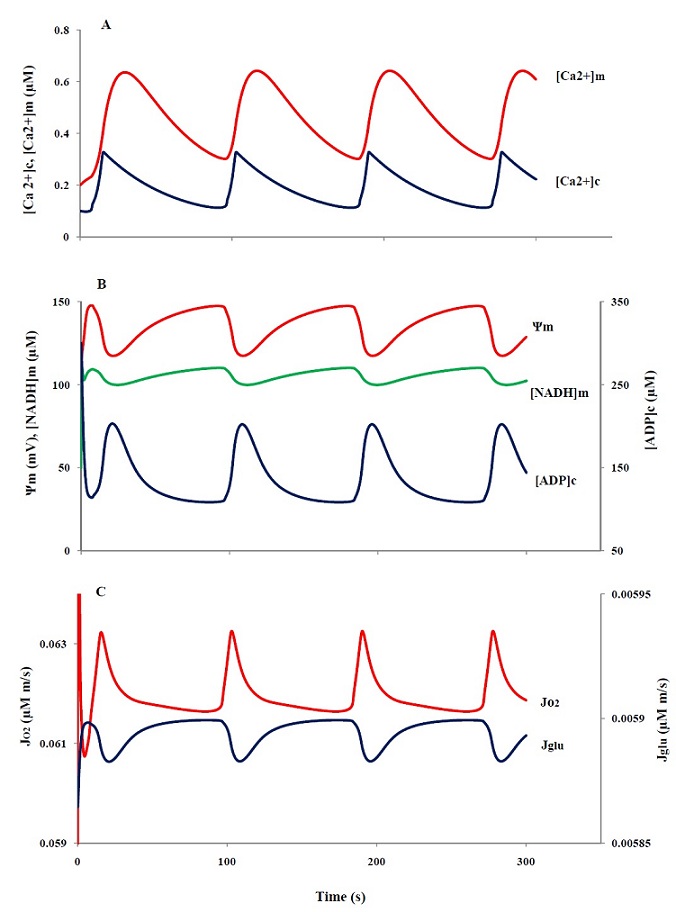 A
[Ca 2+]c, [Ca2+]m (µM)
0.8
0.6
0.4
0.2
0
[Ca2+]m
[Ca2+]c
B
Ψm (mV), [NADH]m (µM)
150
100
50
0
Ψm
[NADH]m
[ADP]c
350
250
150
50
[ADP]c (µM)
C
Jo2 (µM m/s)
0.063
0.061
0.059
Jo2
Jglu
0.00595
0.0059
0.00585
Jglu (µM m/s)
0
100
200
300
Time (s)